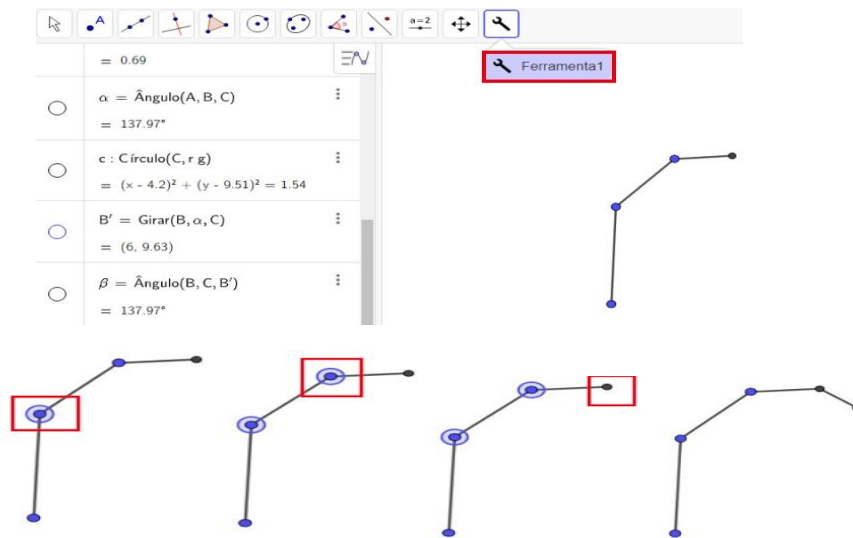 A
a=2
= 0.69
Ferramenta1
α = Ângulo(A, B, C)
= 137.97°
c : Círculo(C, r g)
= (x - 4.2)² + (y - 9.51)² = 1.54
B′ = Girar(B, α, C)
= (6, 9.63)
β = Ângulo(B, C, B′)
= 137.97°